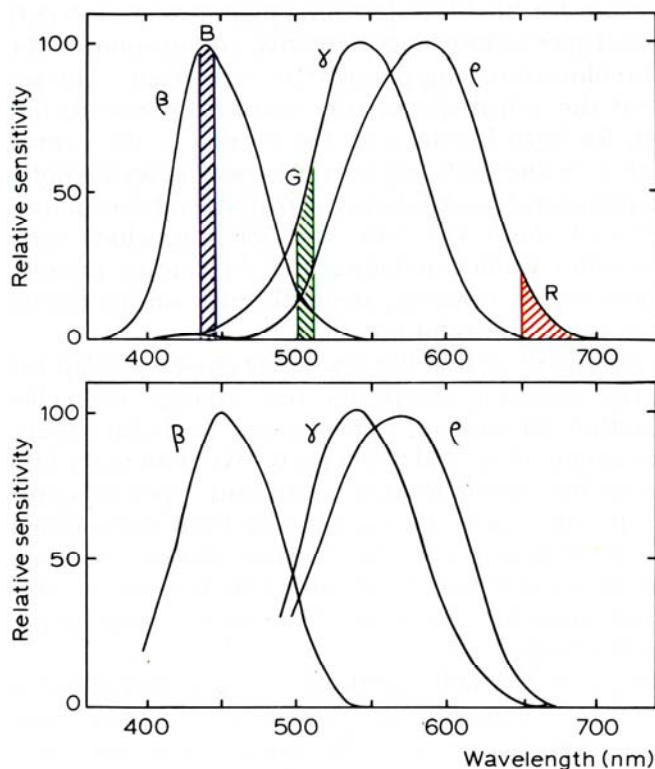 B
γ
ρ
100
β
G
50
R
0
400
500
600
700
Relative sensitivity
β
γ
ρ
100
50
0
400
500
600
700
Relative sensitivity
Wavelength (nm)